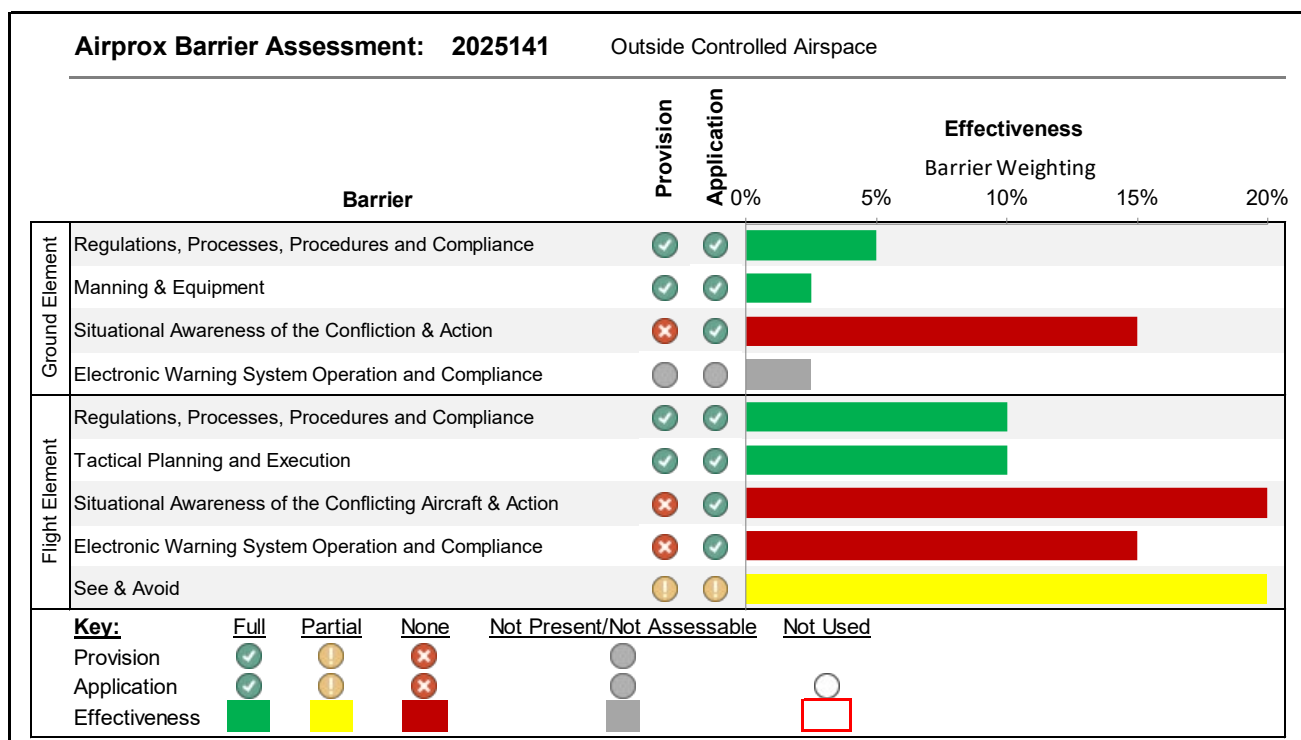 Airprox Barrier Assessment: 2025141 Outside Controlled Airspace
Provision
Application
Effectiveness
Barrier Weighting
Barrier
0% 5% 10% 15% 20%
Ground Element
Regulations, Processes, Procedures and Compliance
Manning & Equipment
Situational Awareness of the Confliction & Action
Electronic Warning System Operation and Compliance
Flight Element
Regulations, Processes, Procedures and Compliance
Tactical Planning and Execution
Situational Awareness of the Conflicting Aircraft & Action
Electronic Warning System Operation and Compliance
See & Avoid
Key: Full Partial None Not Present/Not Assessable Not Used
Provision
Application
Effectiveness